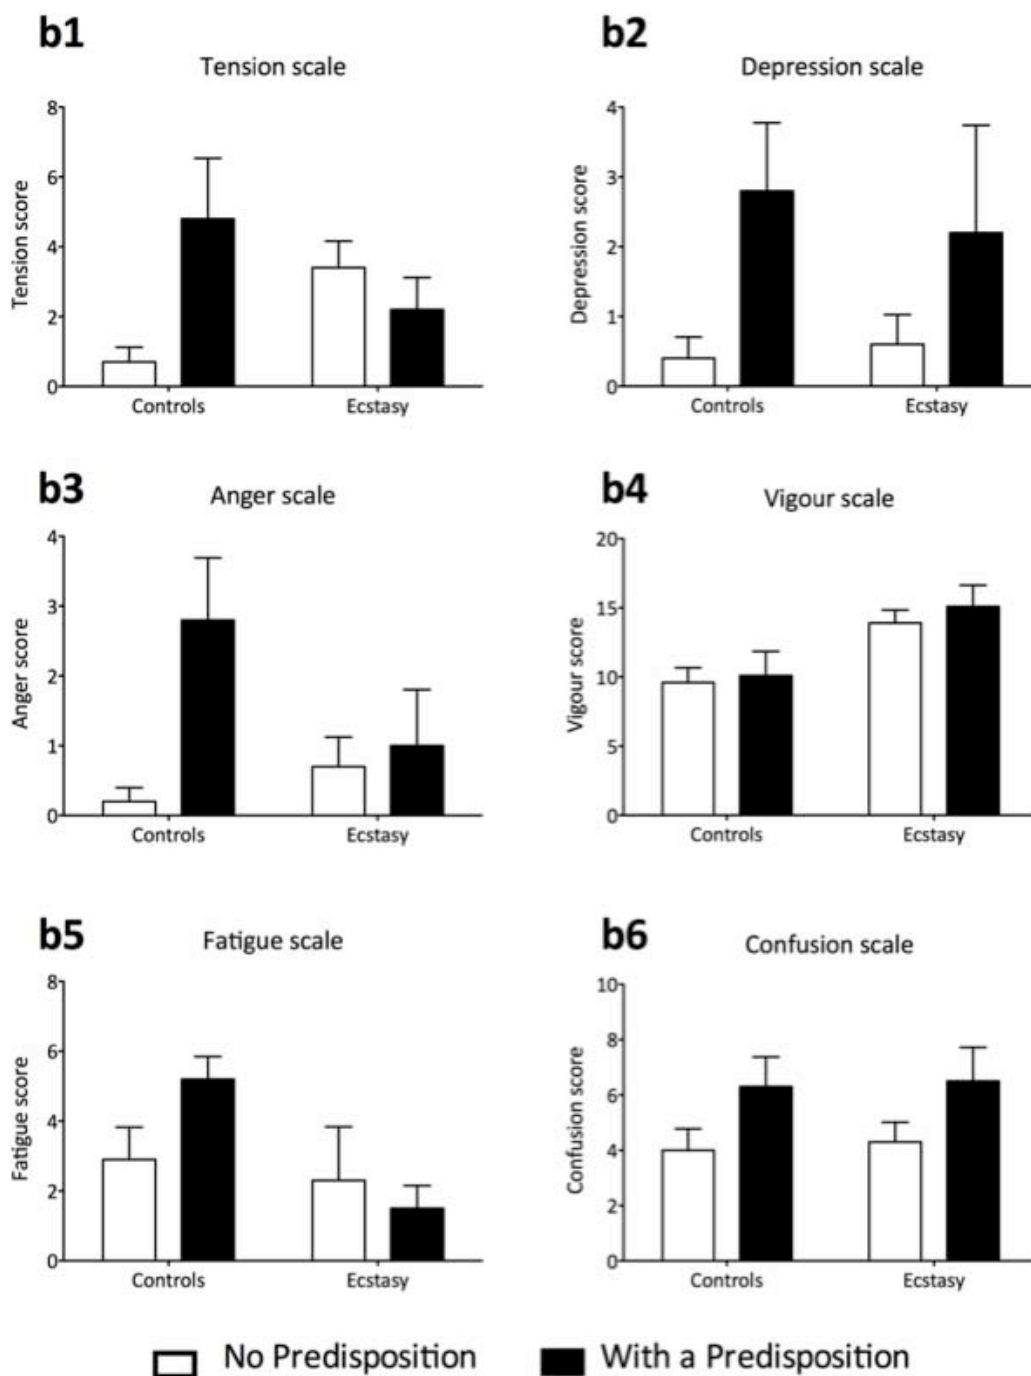 b1
Tension scale
Tension score
8
6
4
2
0
Controls Ecstasy
b2
Depression scale
Depression score
4
3
2
1
0
Controls Ecstasy
b3
Anger scale
Anger score
4
3
2
1
0
Controls Ecstasy
b4
Vigour scale
Vigour score
20
15
10
5
0
Controls Ecstasy
b5
Fatigue scale
Fatigue score
8
6
4
2
0
Controls Ecstasy
b6
Confusion scale
Confusion score
10
8
6
4
2
0
Controls Ecstasy
No Predisposition With a Predisposition